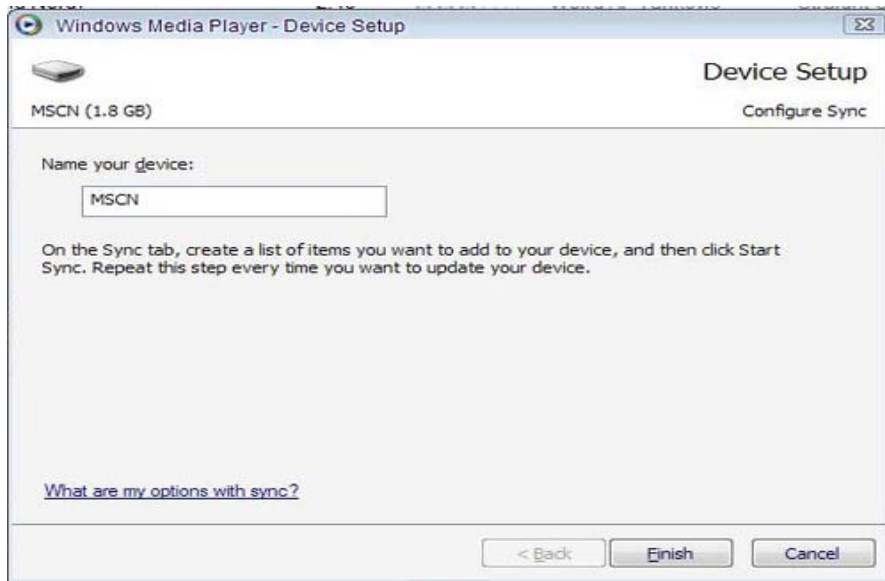 Windows Media Player - Device Setup
Device Setup
MSCN (1.8 GB)
Configure Sync
Name your device:
MSCN
On the Sync tab, create a list of items you want to add to your device, and then click Start
Sync. Repeat this step every time you want to update your device.
What are my options with sync?
< Back
Finish
Cancel